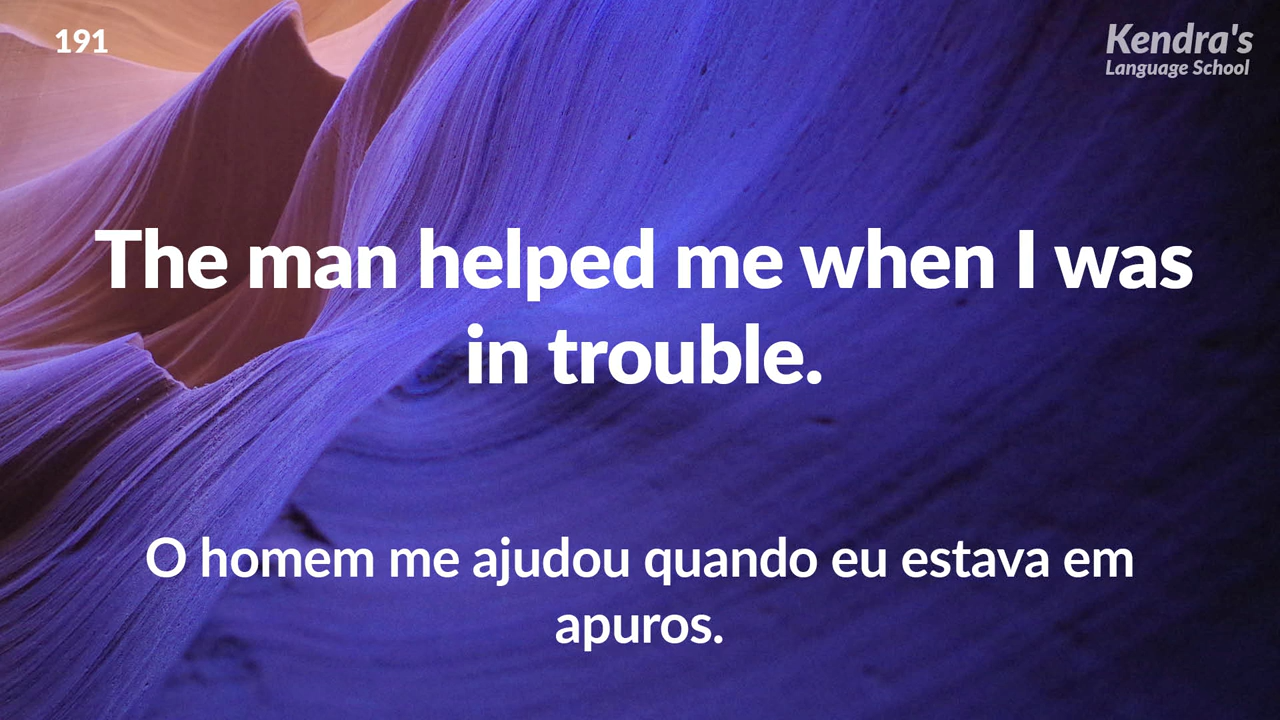 191
Kendra's
Language School
The man helped me when I was
in trouble.
O homem me ajudou quando eu estava em
apuros.